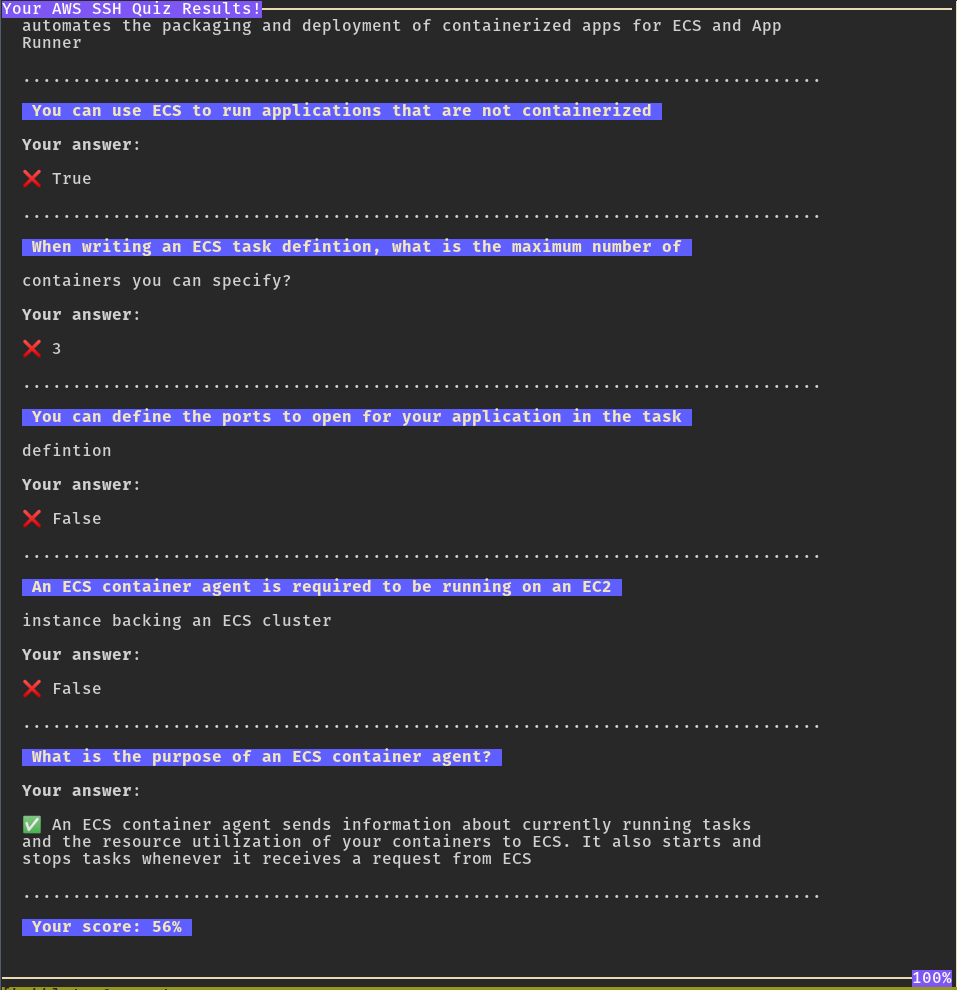 Your AWS SSH Quiz Results!
automates the packaging and deployment of containerized apps for ECS and App
Runner
You can use ECS to run applications that are not containerized
Your answer:
❌ True
When writing an ECS task defintion, what is the maximum number of
containers you can specify?
Your answer:
❌ 3
You can define the ports to open for your application in the task
defintion
Your answer:
❌ False
An ECS container agent is required to be running on an EC2
instance backing an ECS cluster
Your answer:
❌ False
What is the purpose of an ECS container agent?
Your answer:
✅ An ECS container agent sends information about currently running tasks
and the resource utilization of your containers to ECS. It also starts and
stops tasks whenever it receives a request from ECS
Your score: 56%
100%